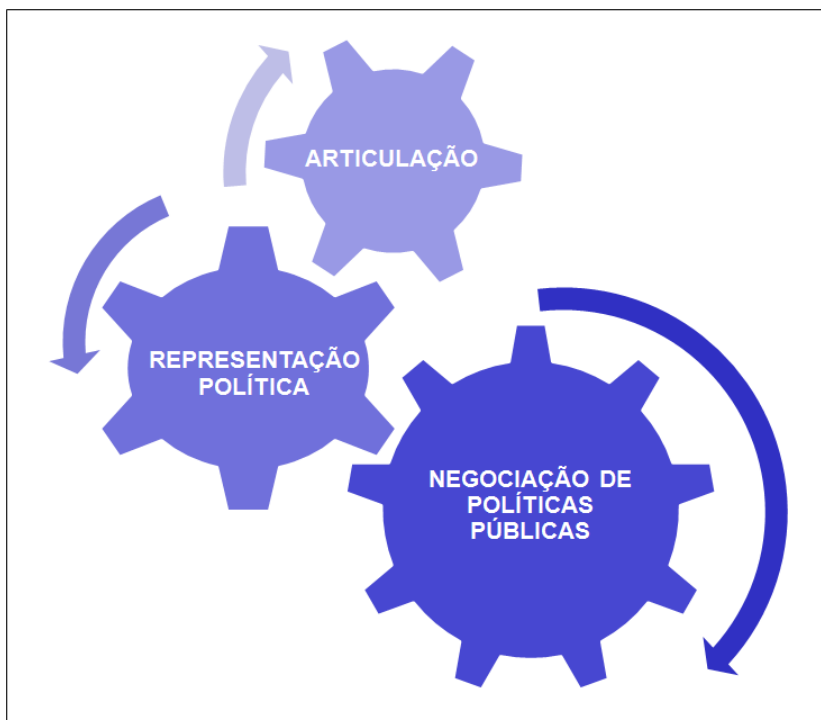 ARTICULAÇÃO
REPRESENTAÇÃO
POLÍTICA
NEGOCIAÇÃO DE
POLÍTICAS
PÚBLICAS